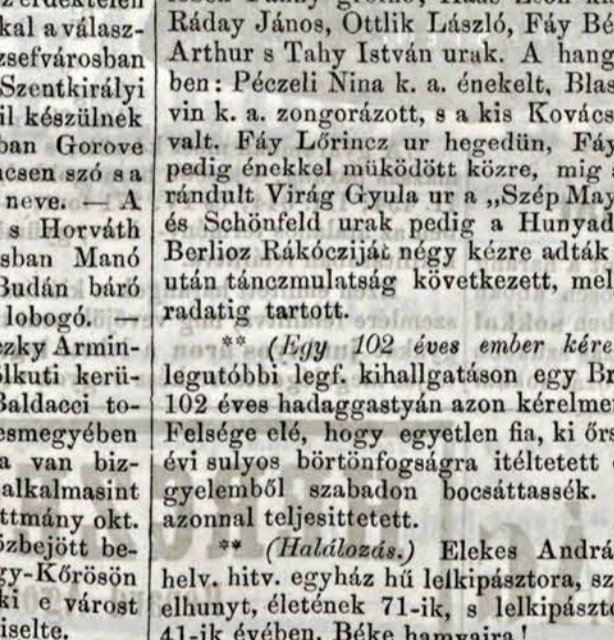 kal a válasz-
zsefvárosban
Szentkirályi
il készülnek
ban Gorove
ncsen szó s a
neve. — A
s Horváth
sban Manó
Budán báró
lobogó. —
czky Armin-
ölkuti kerü-
Baldacci to-
esmegyében
a van biz-
alkalmasint
ttmány okt.
özbejött be-
gy-Kőrösön
ki e várost
iselte.
Ráday János, Ottlik László, Fáy Bé
Arthur s Tahy István urak. A hang
ben: Péczeli Nina k. a. énekelt, Blas
vin k. a. zongorázott, s a kis Kovács
valt. Fáy Lőrincz ur hegedün, Fáy
pedig énekkel müködött közre, mig
rándult Virág Gyula ur a „Szép May
és Schönfeld urak pedig a Hunyad
Berlioz Rákócziját négy kézre adták
után tánczmulatság következett, mel
radatig tartott.
** (Egy 102 éves ember kére
legutóbbi legf. kihallgatáson egy Br
102 éves hadaggastyán azon kérelme
Felsége elé, hogy egyetlen fia, ki őrs
évi sulyos börtönfogságra itéltetett
gyelemből szabadon bocsáttassék.
azonnal teljesittetett.
** (Halálozás.) Elekes Andrá
helv. hitv. egyház hű lelkipásztora, sz
elhunyt, életének 71-ik, s lelkipászto
41-ik évében. Béke hamvaira!